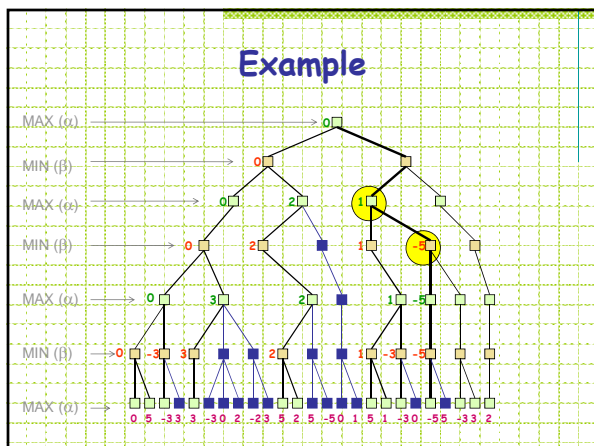 Example
MAX (α) 0
MIN (β) 0
MAX (α) 0 2 1
MIN (β) 0 2 1 -5
MAX (α) 0 3 2 1 -5
MIN (β) 0 -3 3 2 1 -3 -5
MAX (α)
0 5 -3 3 3 -3 0 2 -2 3 5 2 5 -5 0 1 5 1 -3 0 -5 5 -3 3 2